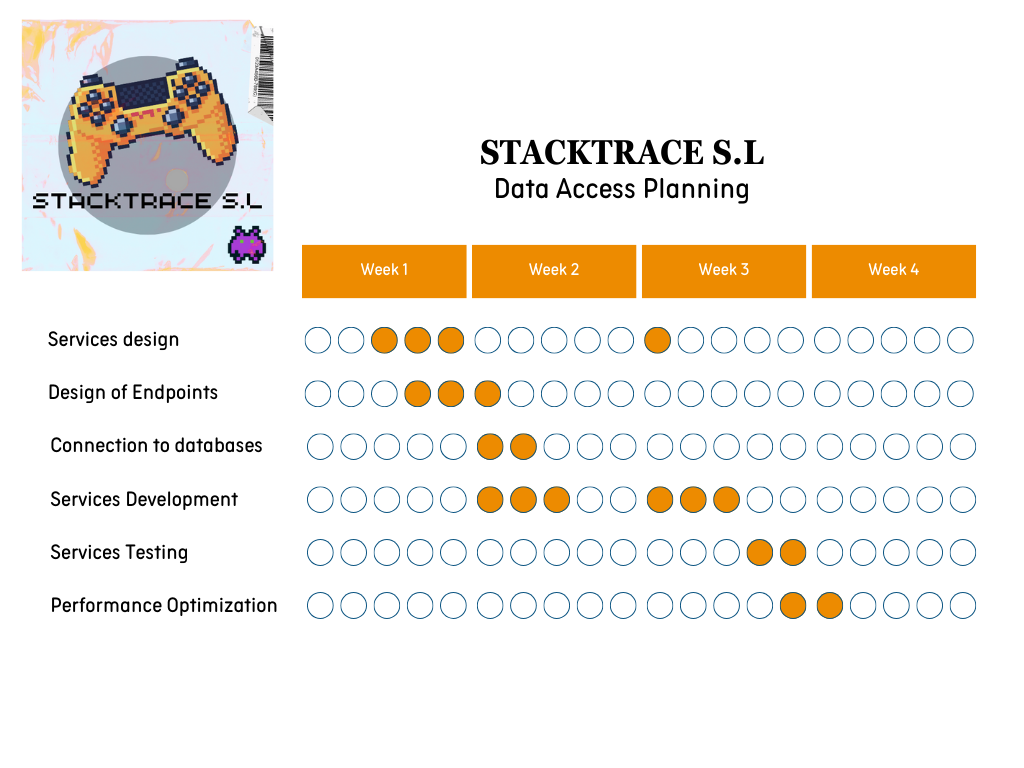 STACKTRACE S.L
STACKTRACE S.L
Data Access Planning
Week 1
Week 2
Week 3
Week 4
Services design
Design of Endpoints
Connection to databases
Services Development
Services Testing
Performance Optimization